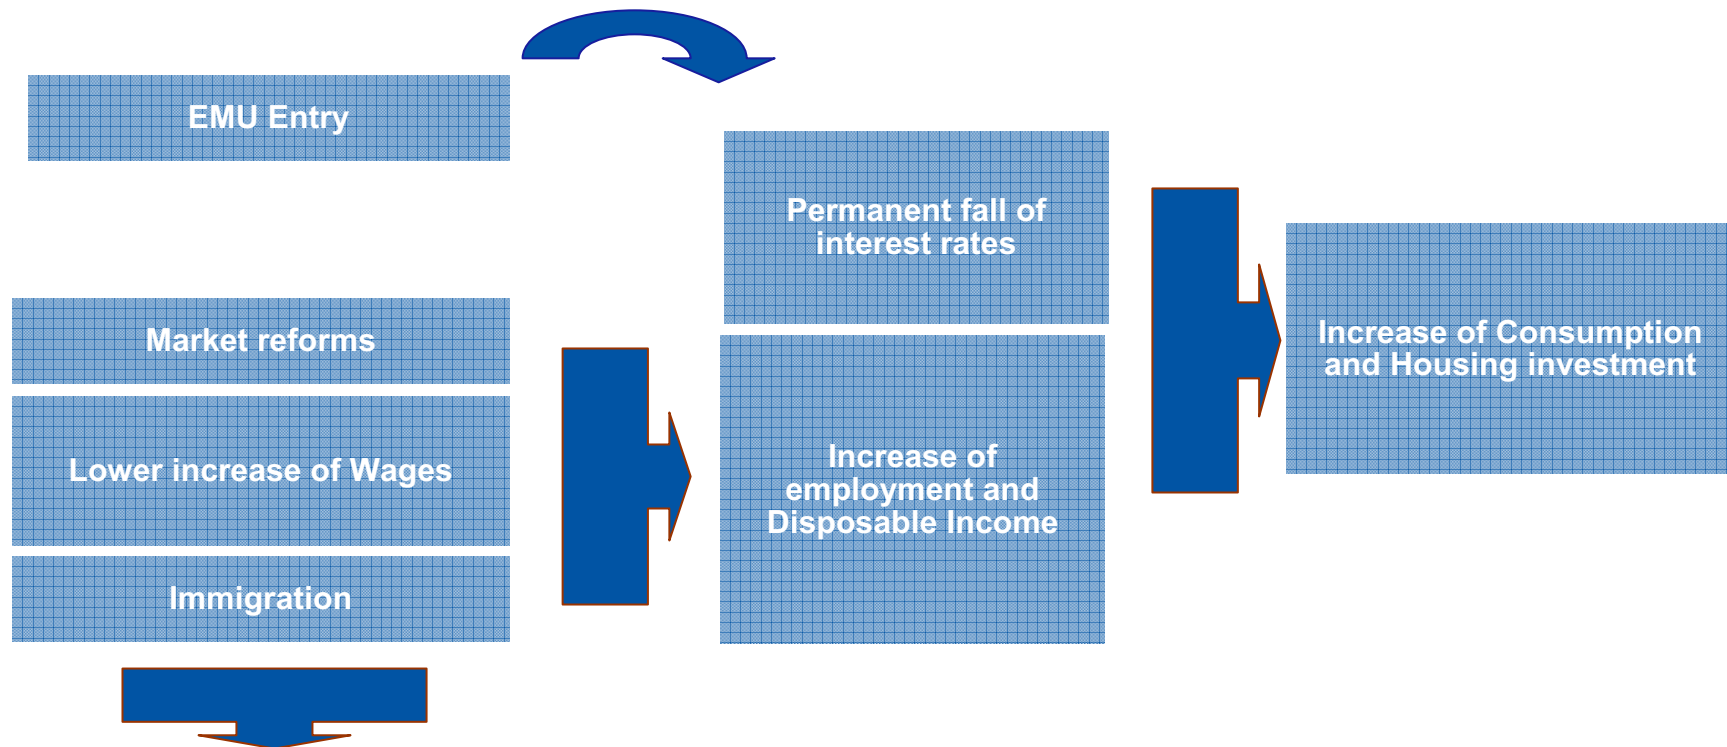 EMU Entry
Permanent fall of
interest rates
Market reforms
Increase of Consumption
and Housing investment
Lower increase of Wages
Increase of
employment and
Disposable Income
Immigration